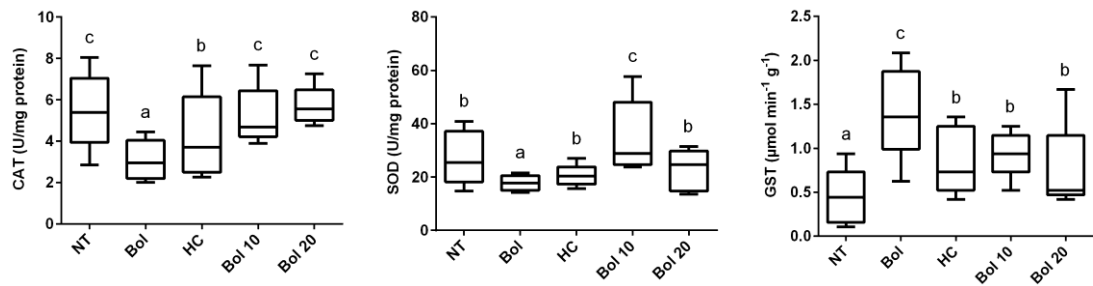 CAT (U/mg protein)
10
8
6
4
2
0
c
a
b
c
c
NT
Bol
HC
Bol 10
Bol 20
SOD (U/mg protein)
80
60
40
20
0
b
a
b
c
b
NT
Bol
HC
Bol 10
Bol 20
GST (µmol min⁻¹ g⁻¹)
2.5
2.0
1.5
1.0
0.5
0.0
a
c
b
b
b
NT
Bol
HC
Bol 10
Bol 20